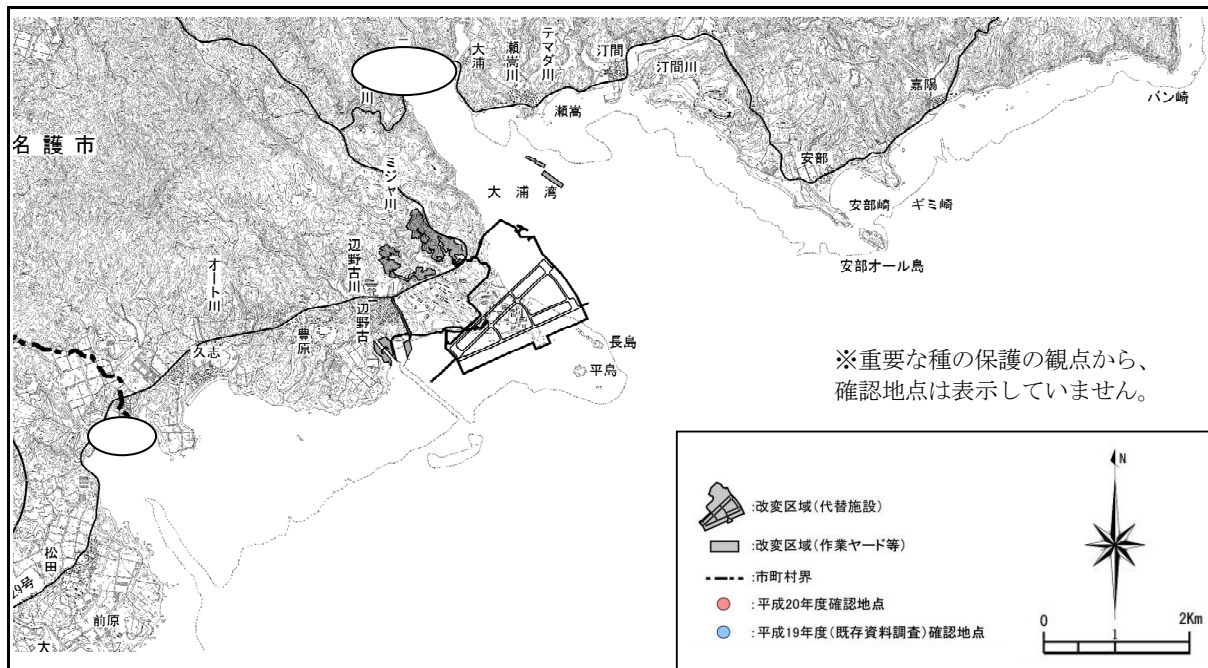 名護市
二
川
大浦
瀬嵩川
テマダ川
汀間
汀間川
瀬嵩
嘉陽
バン崎
安部
安部崎
ギミ崎
安部オール島
大浦湾
ミジャ川
辺野古川
辺野古
オート川
豊原
久志
長島
平島
松田
29号
前原
大
※重要な種の保護の観点から、
確認地点は表示していません。
:改変区域(代替施設)
:改変区域(作業ヤード等)
:市町村界
:平成20年度確認地点
:平成19年度(既存資料調査)確認地点
N
0 1 2Km